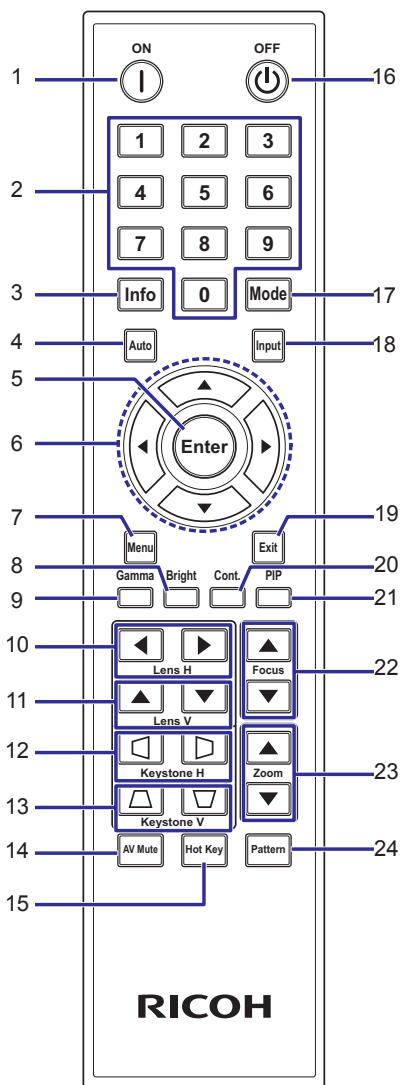 ON OFF
1 16
1 2 3
2 4 5 6
7 8 9
3 Info 0 Mode 17
4 Auto Input 18
5
6 Enter
7 Menu Exit 19
8 20
Gamma Bright Cont. PIP
9 21
10 Lens H Focus 22
11 Lens V
12 Keystone H Zoom 23
13 Keystone V
14 AV Mute Hot Key Pattern 24
15
RICOH